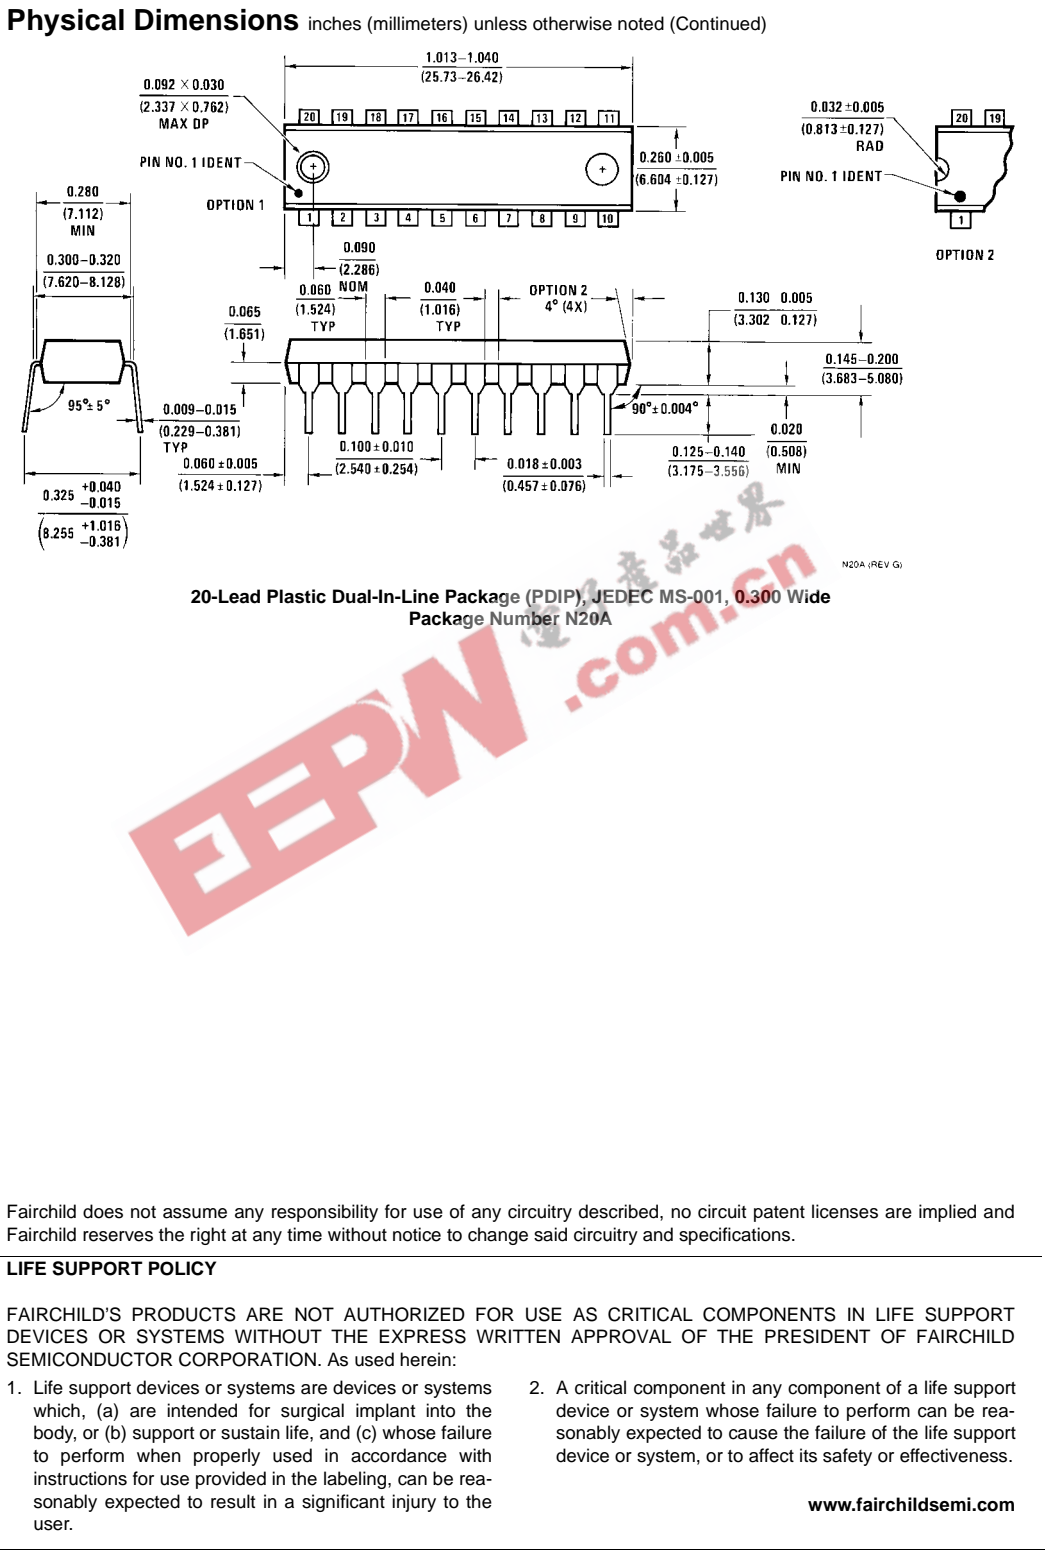 Physical Dimensions inches (millimeters) unless otherwise noted (Continued)
1.013–1.040
(25.73–26.42)
0.092 × 0.030
(2.337 × 0.762)
MAX DP
20 19 18 17 16 15 14 13 12 11
PIN NO. 1 IDENT
OPTION 1
1 2 3 4 5 6 7 8 9 10
0.260 ±0.005
(6.604 ±0.127)
0.032 ±0.005
(0.813 ±0.127)
RAD
PIN NO. 1 IDENT
20 19
1
OPTION 2
0.280
(7.112)
MIN
0.300–0.320
(7.620–8.128)
0.090
(2.286)
NOM
0.060
(1.524)
TYP
0.040
(1.016)
TYP
OPTION 2
4° (4X)
0.065
(1.651)
0.130 0.005
(3.302 0.127)
0.145–0.200
(3.683–5.080)
95°± 5°
0.009–0.015
(0.229–0.381)
TYP
90°± 0.004°
0.020
(0.508)
MIN
0.100 ± 0.010
(2.540 ± 0.254)
0.125–0.140
(3.175–3.556)
0.060 ± 0.005
(1.524 ± 0.127)
0.018 ± 0.003
(0.457 ± 0.076)
0.325 +0.040
–0.015
(8.255 +1.016
–0.381)
N20A (REV G)
20-Lead Plastic Dual-In-Line Package (PDIP), JEDEC MS-001, 0.300 Wide
Package Number N20A
電子產品世界
EEPW
.com.cn
Fairchild does not assume any responsibility for use of any circuitry described, no circuit patent licenses are implied and
Fairchild reserves the right at any time without notice to change said circuitry and specifications.
LIFE SUPPORT POLICY
FAIRCHILD'S PRODUCTS ARE NOT AUTHORIZED FOR USE AS CRITICAL COMPONENTS IN LIFE SUPPORT
DEVICES OR SYSTEMS WITHOUT THE EXPRESS WRITTEN APPROVAL OF THE PRESIDENT OF FAIRCHILD
SEMICONDUCTOR CORPORATION. As used herein:
1. Life support devices or systems are devices or systems
which, (a) are intended for surgical implant into the
body, or (b) support or sustain life, and (c) whose failure
to perform when properly used in accordance with
instructions for use provided in the labeling, can be rea-
sonably expected to result in a significant injury to the
user.
2. A critical component in any component of a life support
device or system whose failure to perform can be rea-
sonably expected to cause the failure of the life support
device or system, or to affect its safety or effectiveness.
www.fairchildsemi.com